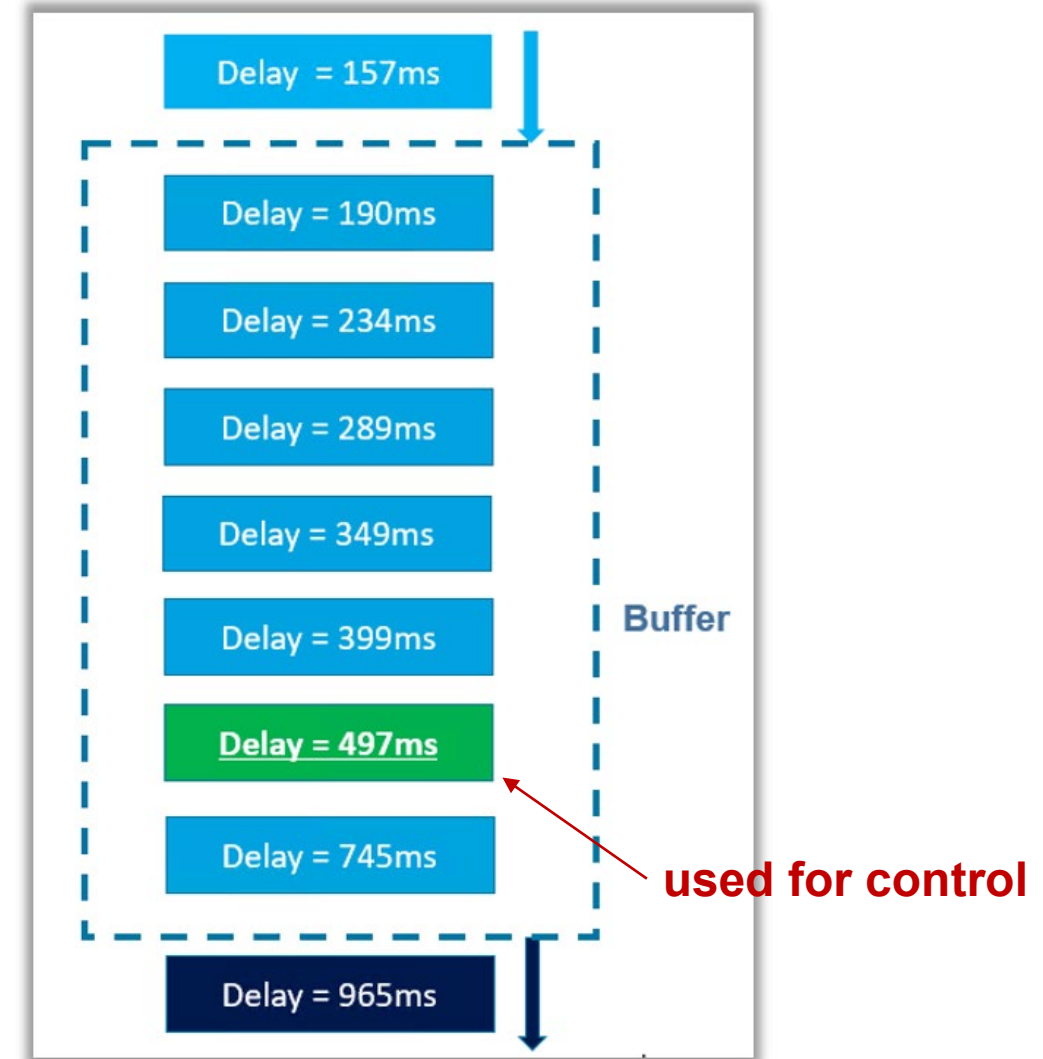 Delay = 157ms
Delay = 190ms
Delay = 234ms
Delay = 289ms
Delay = 349ms
Delay = 399ms
Buffer
Delay = 497ms
Delay = 745ms
used for control
Delay = 965ms